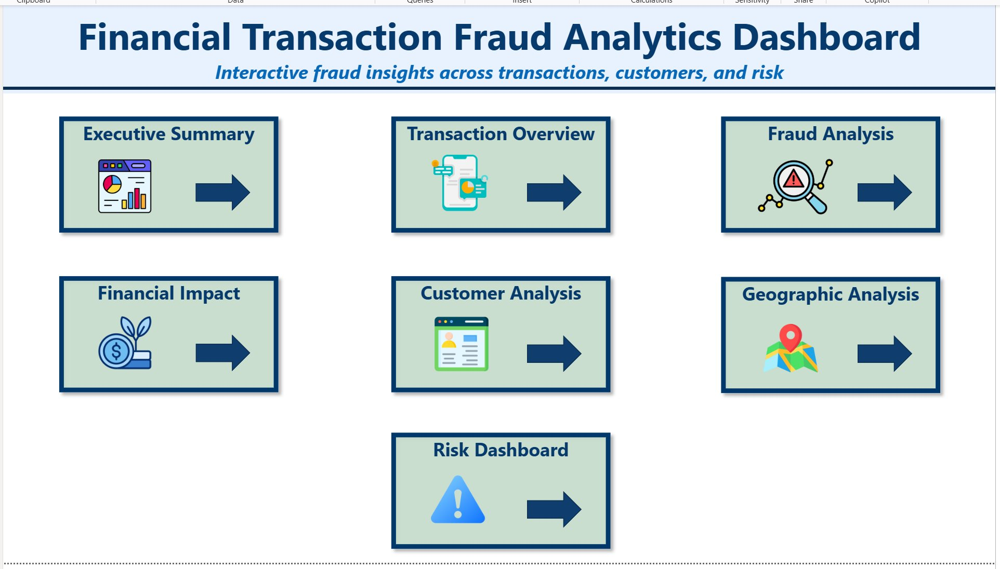 Clipboard Data Queries Insert Calculations Sensitivity Share Copilot
Financial Transaction Fraud Analytics Dashboard
Interactive fraud insights across transactions, customers, and risk
Executive Summary
Transaction Overview
Fraud Analysis
$
Financial Impact
Customer Analysis
Geographic Analysis
Risk Dashboard